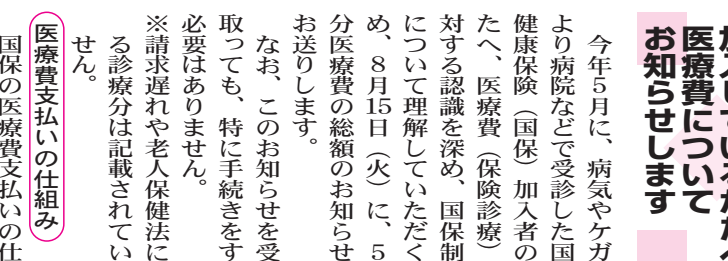 医療費について
お知らせします
今年5月に、病気やケガ
より病院などで受診した国
健康保険（国保）加入者の
たへ、医療費（保険診療）
対する認識を深め、国保制
について理解していただく
め、8月15日（火）に、5
分医療費の総額のお知らせ
お送りします。
なお、このお知らせを受
取っても、特に手続きをす
必要はありません。
※請求遅れや老人保健法に
る診療分は記載されてい
せん。
医療費支払いの仕組み
国保の医療費支払いの仕